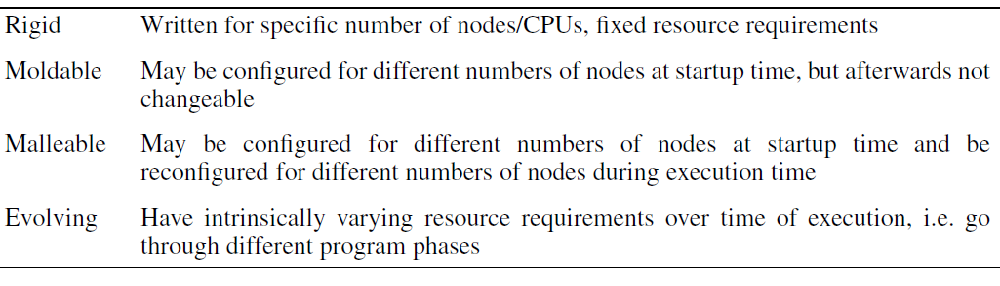 Rigid Written for specific number of nodes/CPUs, fixed resource requirements
Moldable May be configured for different numbers of nodes at startup time, but afterwards not
changeable
Malleable May be configured for different numbers of nodes at startup time and be
reconfigured for different numbers of nodes during execution time
Evolving Have intrinsically varying resource requirements over time of execution, i.e. go
through different program phases